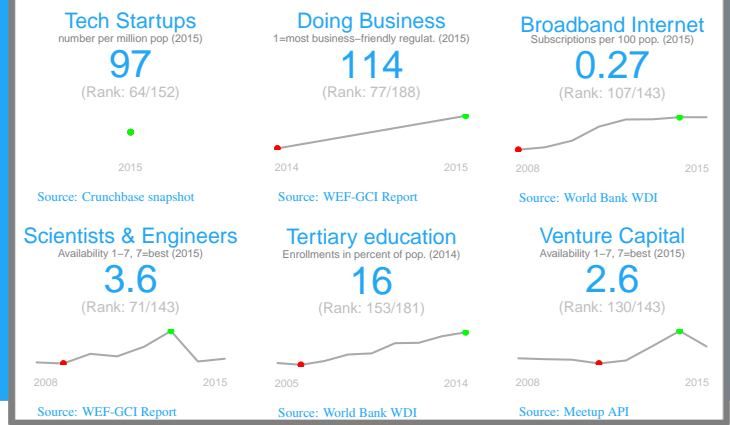 Tech Startups
number per million pop (2015)
97
(Rank: 64/152)
2015
Source: Crunchbase snapshot
Doing Business
1=most business−friendly regulat. (2015)
114
(Rank: 77/188)
2014
2015
Source: WEF-GCI Report
Broadband Internet
Subscriptions per 100 pop. (2015)
0.27
(Rank: 107/143)
2008
2015
Source: World Bank WDI
Scientists & Engineers
Availability 1−7, 7=best (2015)
3.6
(Rank: 71/143)
2008
2015
Source: WEF-GCI Report
Tertiary education
Enrollments in percent of pop. (2014)
16
(Rank: 153/181)
2005
2014
Source: World Bank WDI
Venture Capital
Availability 1−7, 7=best (2015)
2.6
(Rank: 130/143)
2008
2015
Source: Meetup API